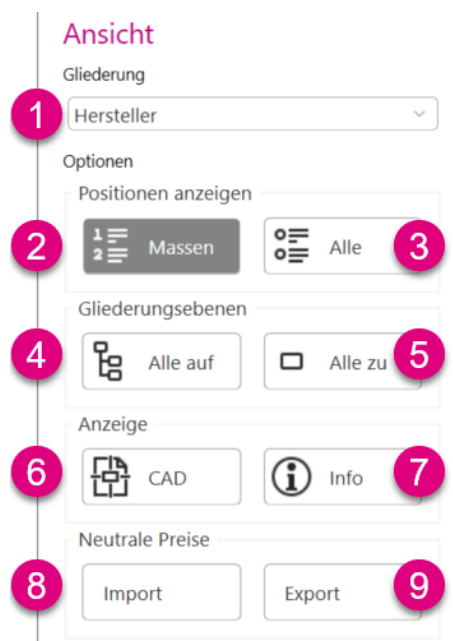 Ansicht
Gliederung
1 Hersteller
Optionen
Positionen anzeigen
2 Massen Alle 3
Gliederungsebenen
4 Alle auf Alle zu 5
Anzeige
6 CAD Info 7
Neutrale Preise
8 Import Export 9